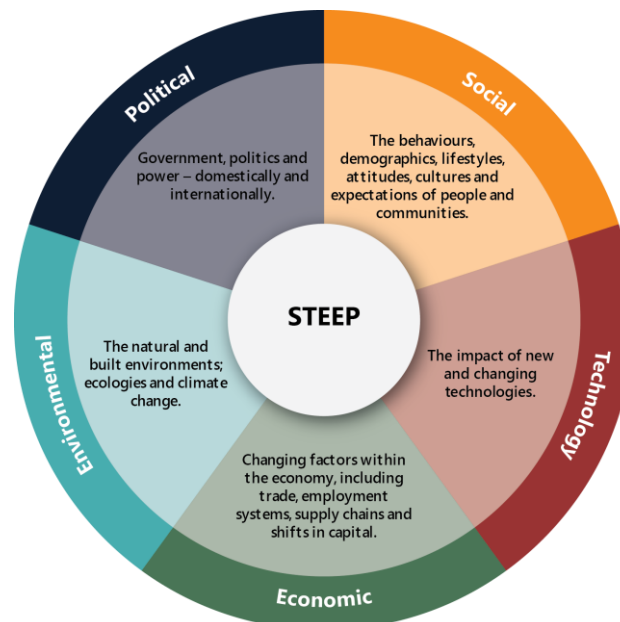 Political
Government, politics and
power – domestically and
internationally.
Social
The behaviours,
demographics, lifestyles,
attitudes, cultures and
expectations of people and
communities.
STEEP
Environmental
The natural and
built environments;
ecologies and climate
change.
Technology
The impact of new
and changing
technologies.
Changing factors within
the economy, including
trade, employment
systems, supply chains and
shifts in capital.
Economic